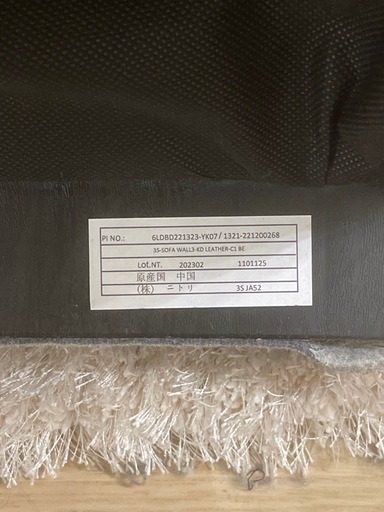 PI NO.: 6LDBD221323-YK07/ 1321-221200268
3S-SOFA WALL3-KD LEATHER-C1 BE
Lot.NT. 202302 1101125
原産国 中国
(株) ニトリ 3S JA52